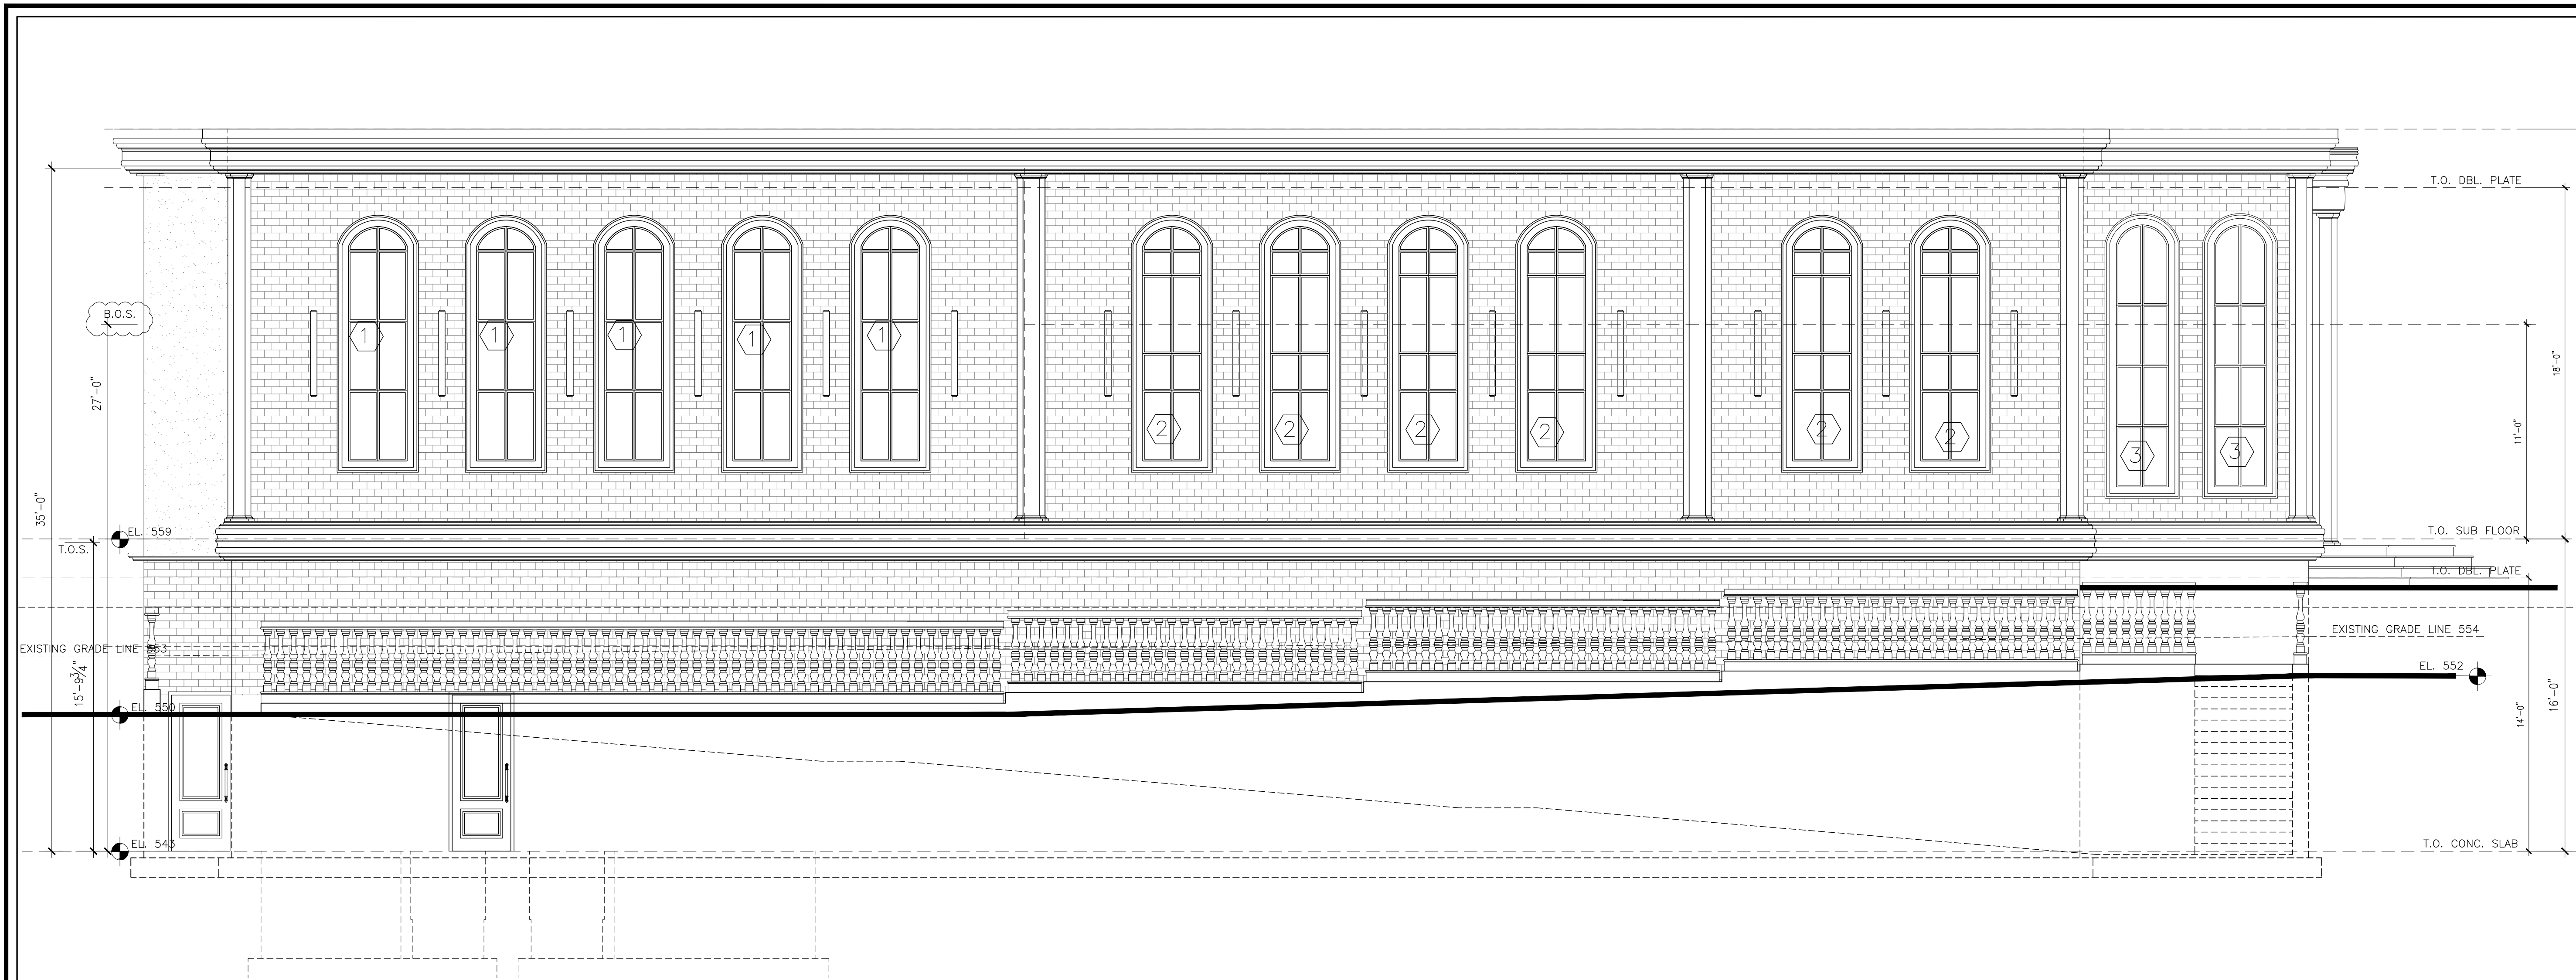 T.O. DBL. PLATE
B.O.S.
1
1
1
1
1
18'-0"
27'-0"
2
2
2
2
2
2
11'-0"
3
3
35'-0"
EL. 559
T.O.S.
T.O. SUB FLOOR
T.O. DBL. PLATE
EXISTING GRADE LINE 553
EXISTING GRADE LINE 554
15'-9 3/4"
EL. 552
EL. 550
14'-0"
16'-0"
EL. 543
T.O. CONC. SLAB